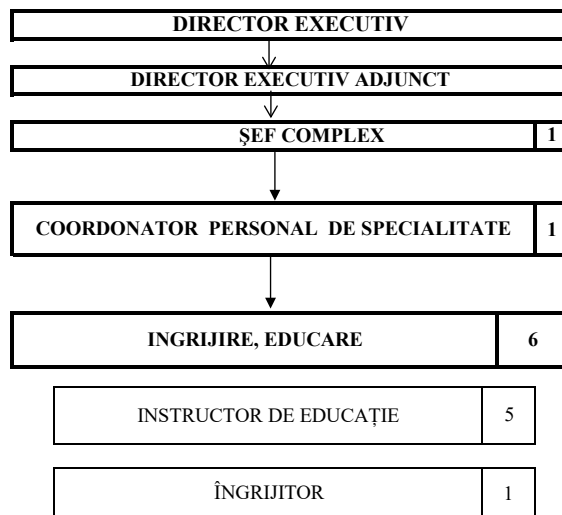 DIRECTOR EXECUTIV
DIRECTOR EXECUTIV ADJUNCT
ŞEF COMPLEX 1
COORDONATOR PERSONAL DE SPECIALITATE 1
INGRIJIRE, EDUCARE 6
INSTRUCTOR DE EDUCAȚIE 5
ÎNGRIJITOR 1